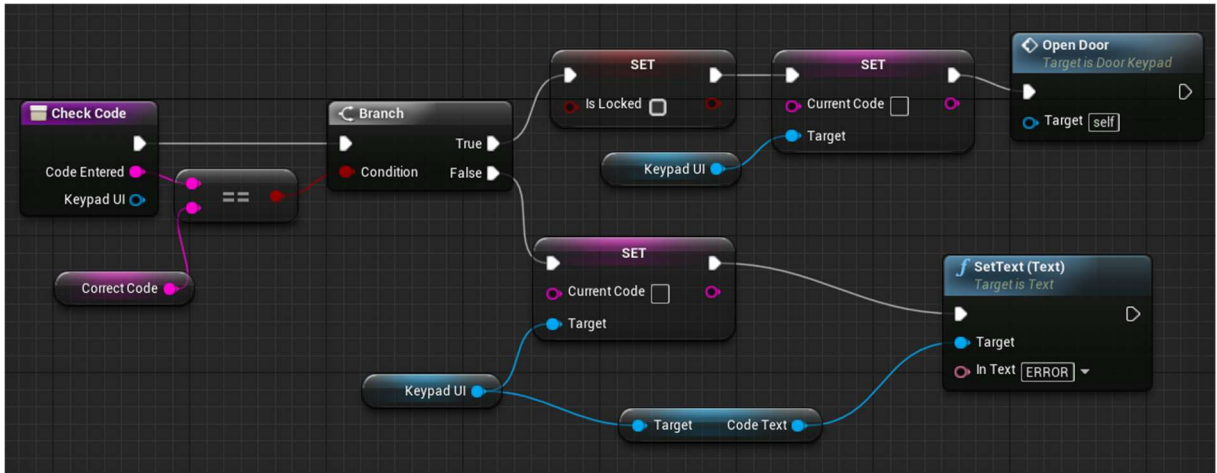 Check Code
Code Entered
Keypad UI
==
Correct Code
Branch
True
Condition
False
SET
Is Locked
SET
Current Code
Target
Keypad UI
Open Door
Target is Door Keypad
Target self
SET
Current Code
Target
Keypad UI
Target Code Text
SetText (Text)
Target is Text
Target
In Text ERROR